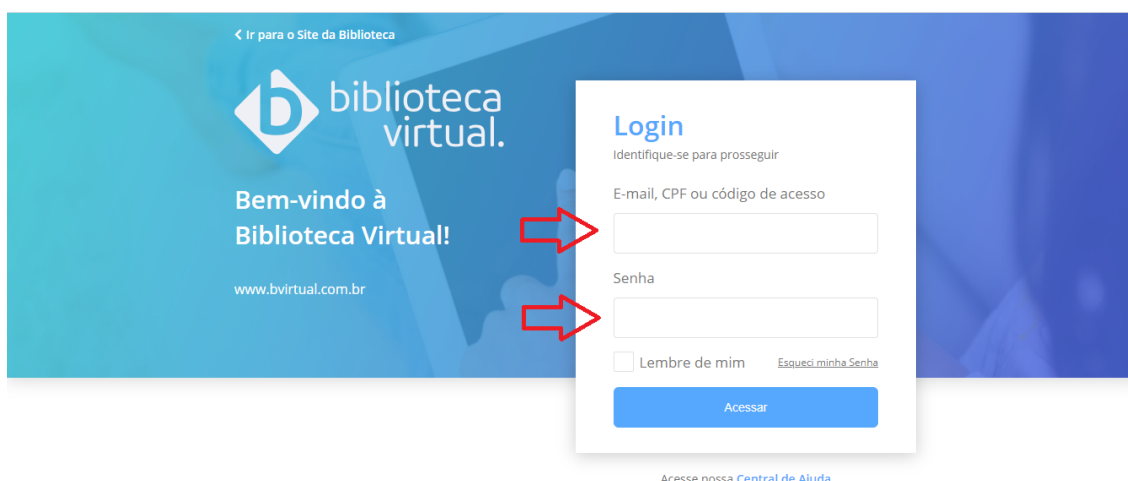 Ir para o Site da Biblioteca
biblioteca
virtual.
Bem-vindo à
Biblioteca Virtual!
www.bvirtual.com.br
Login
Identifique-se para prosseguir
E-mail, CPF ou código de acesso
Senha
Lembre de mim
Esqueci minha Senha
Acessar
Acesse nossa Central de Ajuda